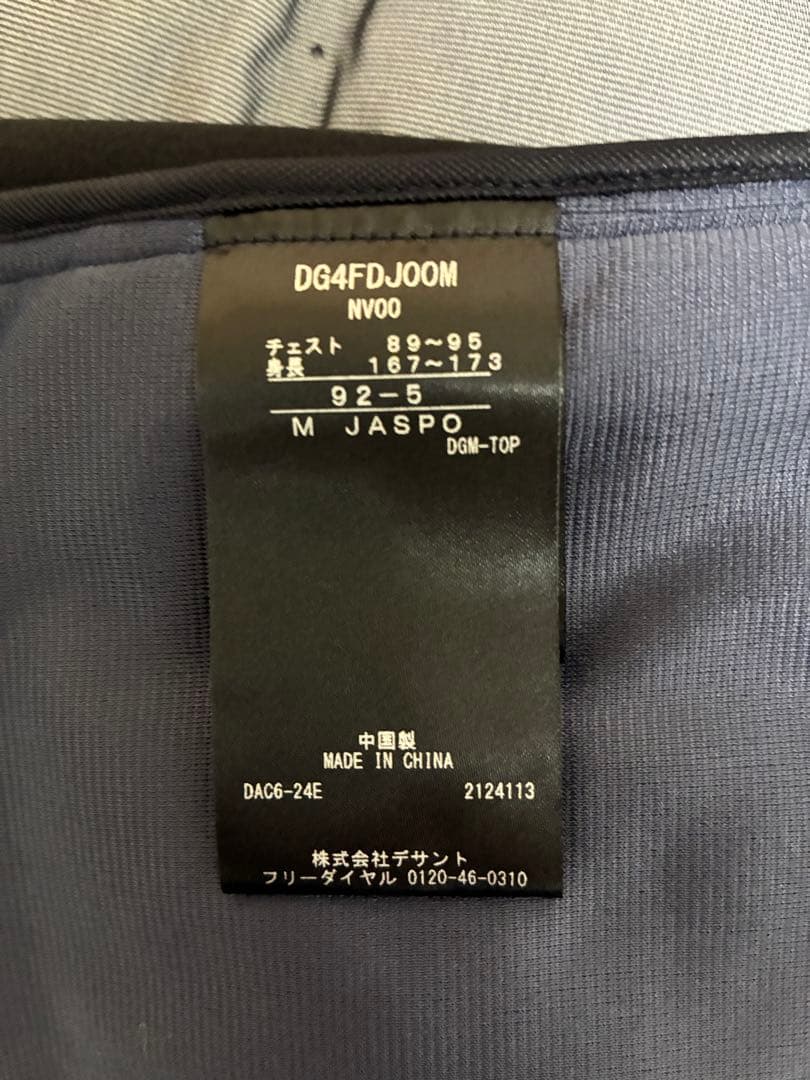 DG4FDJ00M
NV00
チェスト 89~95
身長 167~173
92-5
M JASPO
DGM-TOP
中国製
MADE IN CHINA
DAC6-24E 2124113
株式会社デサント
フリーダイヤル 0120-46-0310